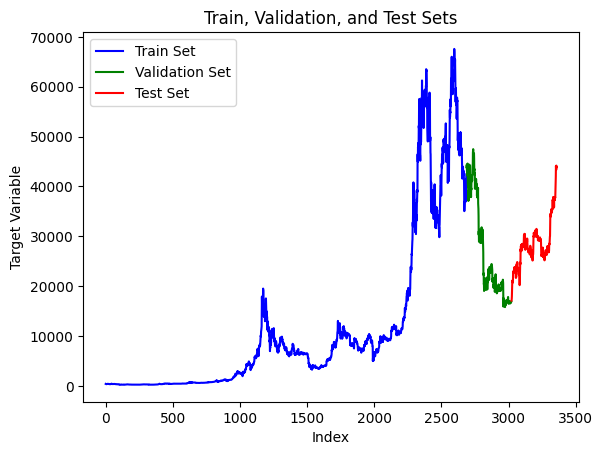 Train, Validation, and Test Sets
Train Set
Validation Set
Test Set
Target Variable
70000
60000
50000
40000
30000
20000
10000
0
0 500 1000 1500 2000 2500 3000 3500
Index